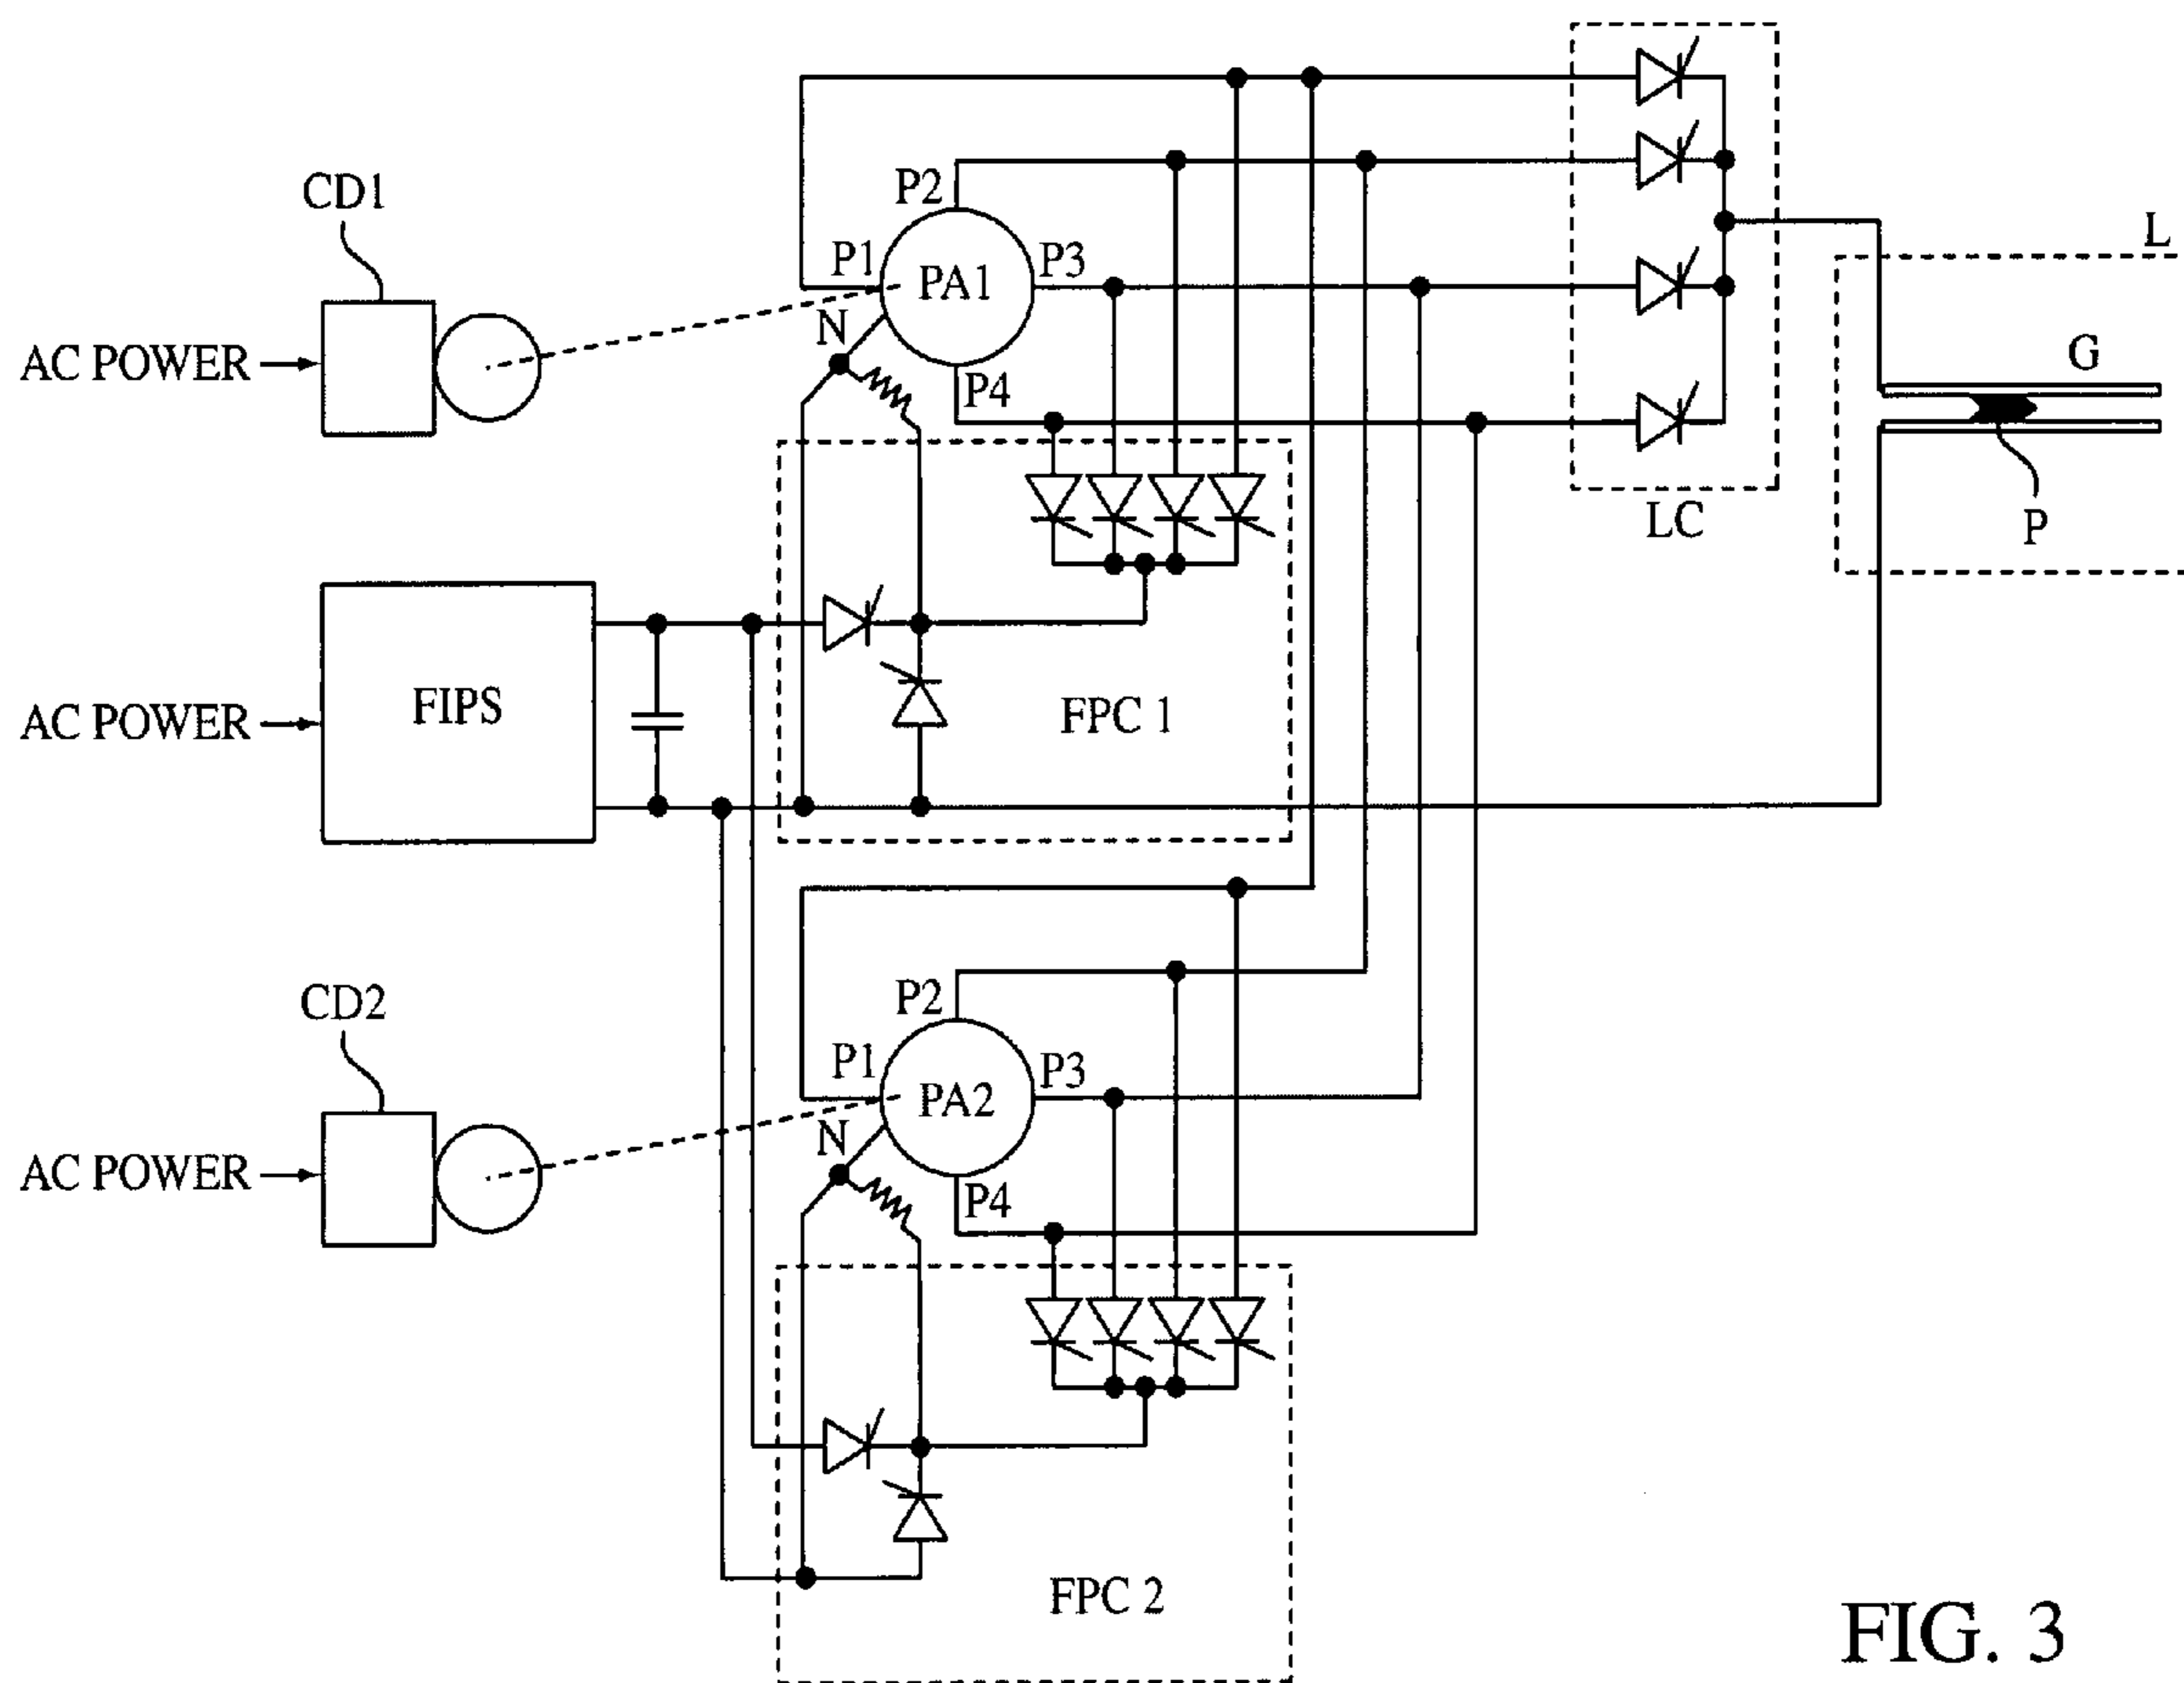 CD1
AC POWER
P2
P1
PA1
P3
N
P4
LC
L
G
P
AC POWER
FIPS
FPC 1
CD2
AC POWER
P2
P1
PA2
P3
N
P4
FPC 2
FIG. 3